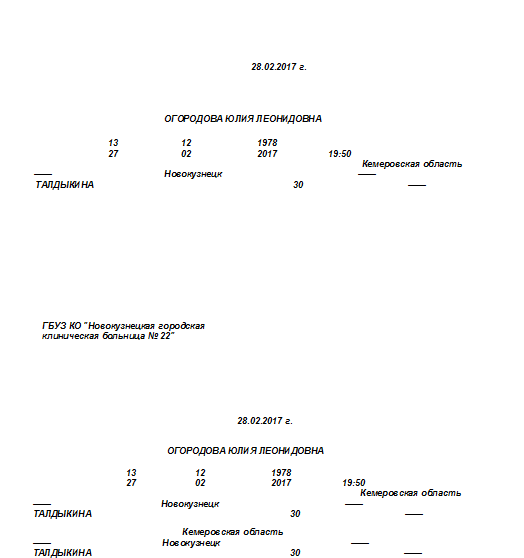 28.02.2017 г.
ОГОРОДОВА ЮЛИЯ ЛЕОНИДОВНА
13 12 1978
27 02 2017 19:50
Кемеровская область
Новокузнецк
ТАЛДЫКИНА 30
ГБУЗ КО "Новокузнецкая городская
клиническая больница № 22"
28.02.2017 г.
ОГОРОДОВА ЮЛИЯ ЛЕОНИДОВНА
13 12 1978
27 02 2017 19:50
Кемеровская область
Новокузнецк
ТАЛДЫКИНА 30
Кемеровская область
Новокузнецк
ТАЛДЫКИНА 30